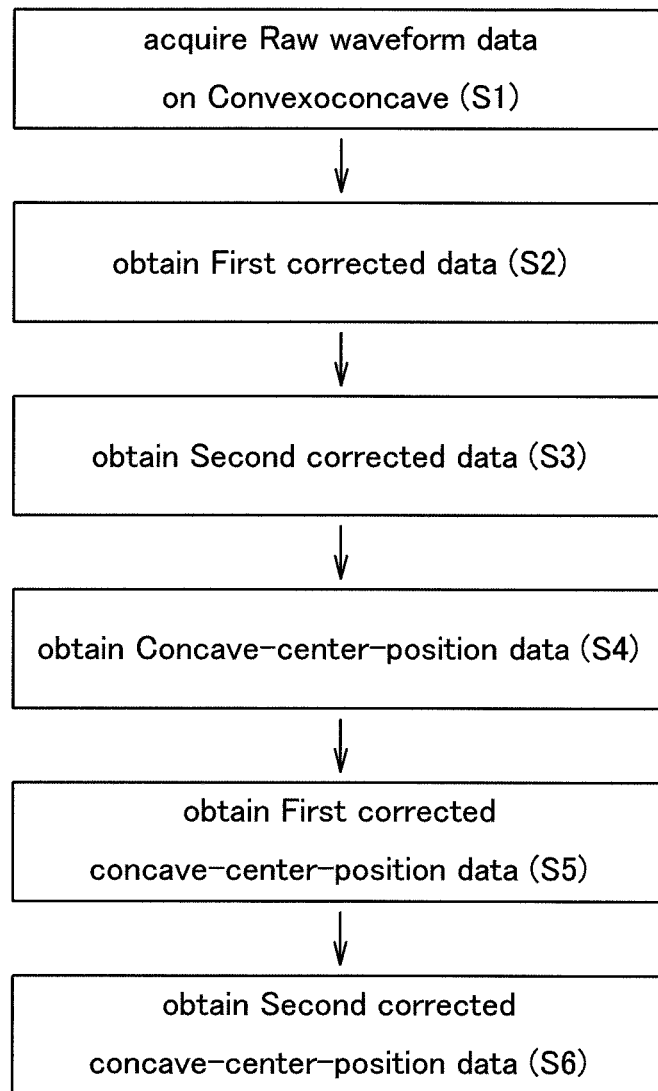 acquire Raw waveform data
on Convexoconcave (S1)
obtain First corrected data (S2)
obtain Second corrected data (S3)
obtain Concave-center-position data (S4)
obtain First corrected
concave-center-position data (S5)
obtain Second corrected
concave-center-position data (S6)